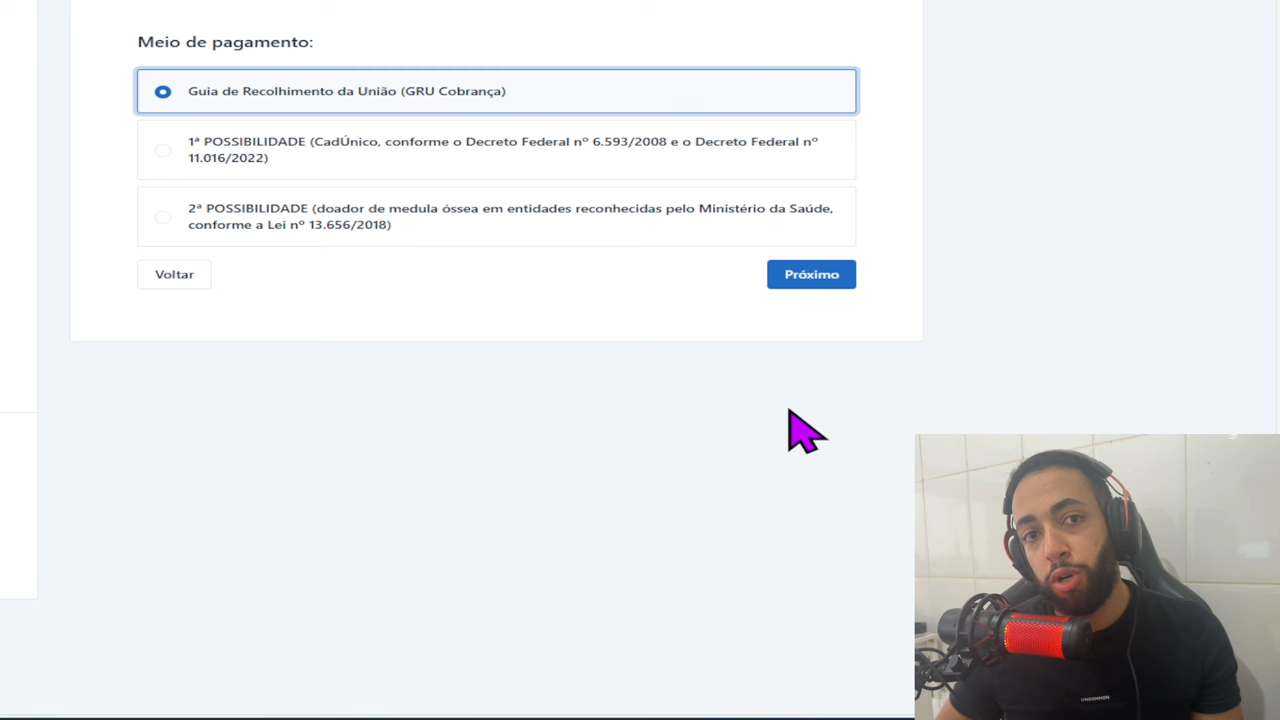 Meio de pagamento:
Guia de Recolhimento da União (GRU Cobrança)
1ª POSSIBILIDADE (CadÚnico, conforme o Decreto Federal nº 6.593/2008 e o Decreto Federal nº
11.016/2022)
2ª POSSIBILIDADE (doador de medula óssea em entidades reconhecidas pelo Ministério da Saúde,
conforme a Lei nº 13.656/2018)
Voltar
Próximo
UNCOMMON